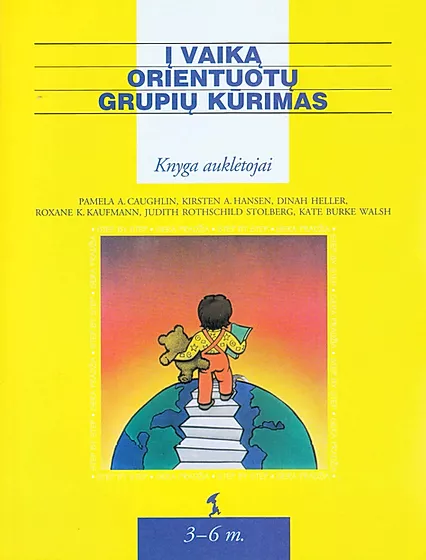 Į VAIKĄ
ORIENTUOTŲ
GRUPIŲ KŪRIMAS
Knyga auklėtojai
PAMELA A. CAUGHLIN, KIRSTEN A. HANSEN, DINAH HELLER,
ROXANE K. KAUFMANN, JUDITH ROTHSCHILD STOLBERG, KATE BURKE WALSH
3–6 m.